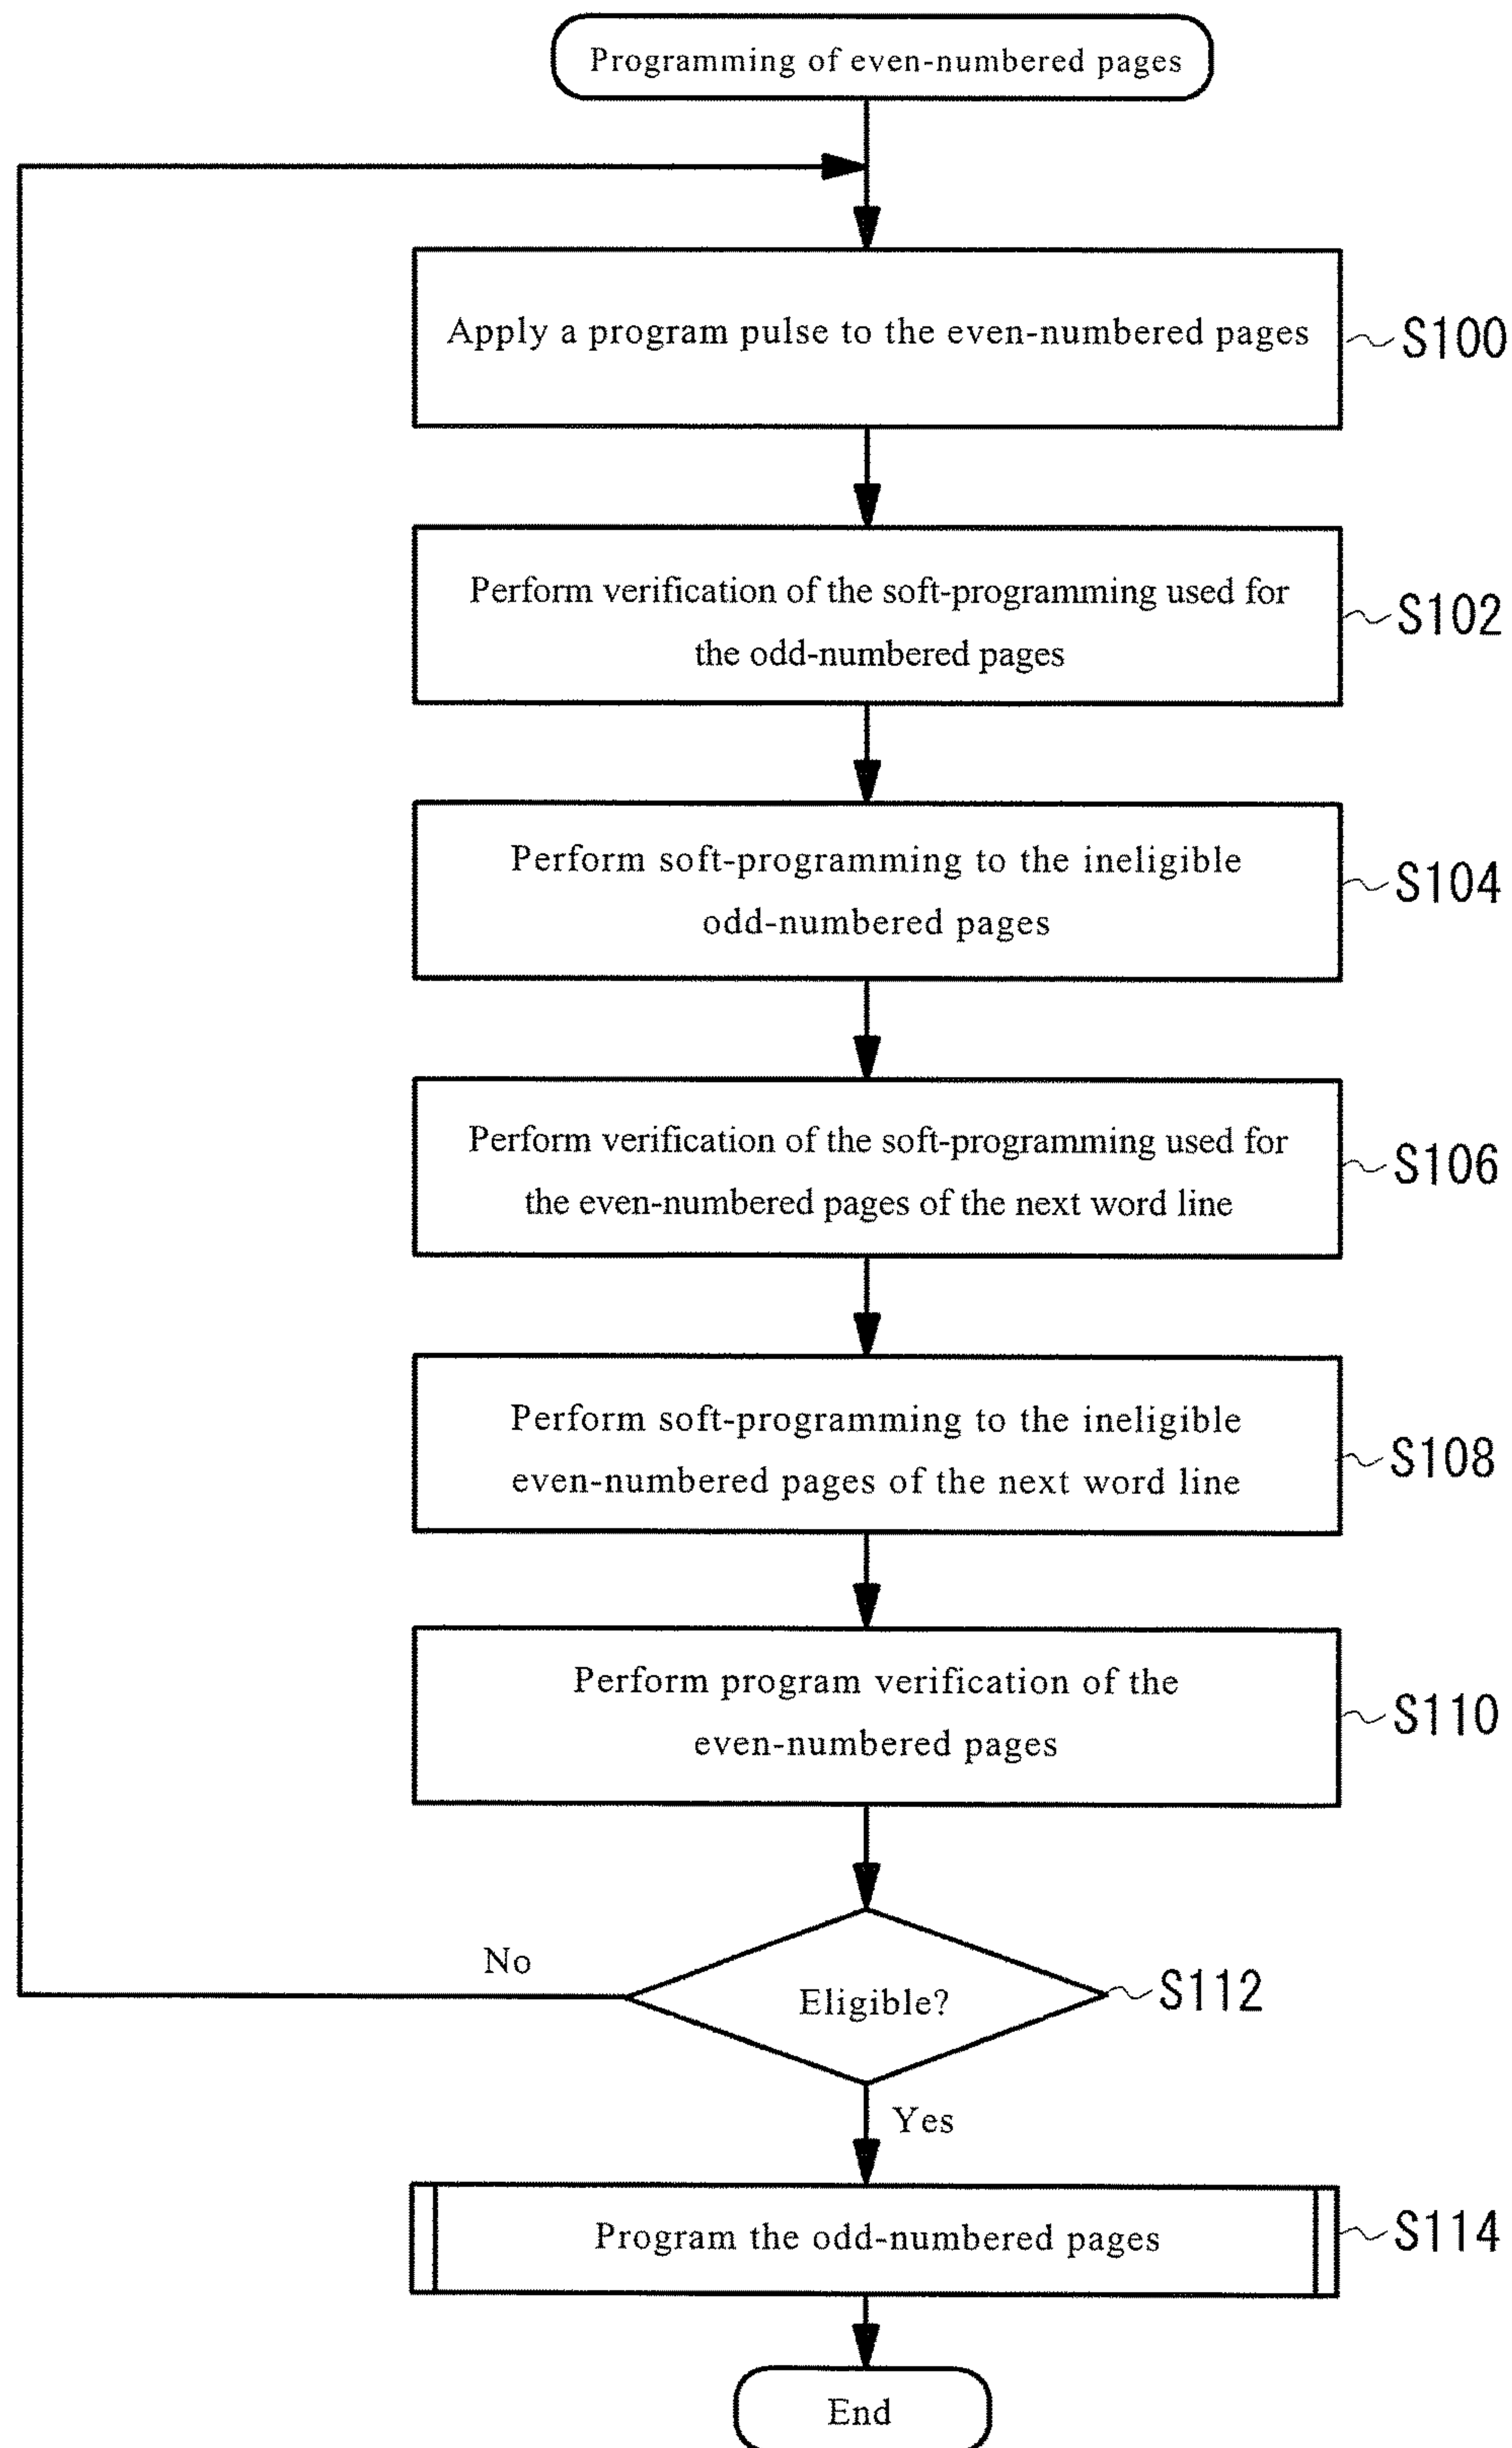 Programming of even-numbered pages
Apply a program pulse to the even-numbered pages
S100
Perform verification of the soft-programming used for
the odd-numbered pages
S102
Perform soft-programming to the ineligible
odd-numbered pages
S104
Perform verification of the soft-programming used for
the even-numbered pages of the next word line
S106
Perform soft-programming to the ineligible
even-numbered pages of the next word line
S108
Perform program verification of the
even-numbered pages
S110
No
Eligible?
S112
Yes
Program the odd-numbered pages
S114
End